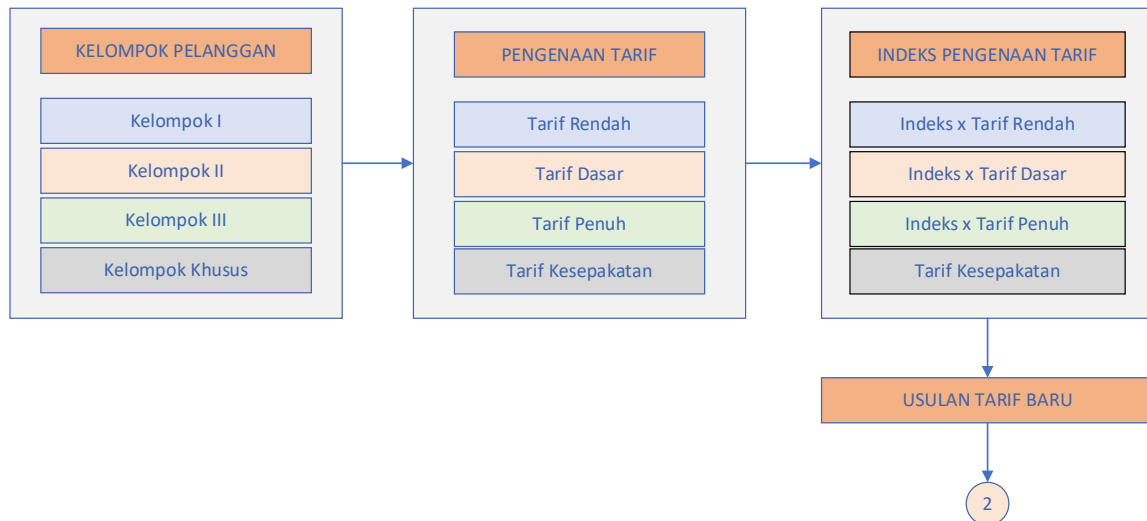 KELOMPOK PELANGGAN
Kelompok I
Kelompok II
Kelompok III
Kelompok Khusus
PENGENAAN TARIF
Tarif Rendah
Tarif Dasar
Tarif Penuh
Tarif Kesepakatan
INDEKS PENGENAAN TARIF
Indeks x Tarif Rendah
Indeks x Tarif Dasar
Indeks x Tarif Penuh
Tarif Kesepakatan
USULAN TARIF BARU
2